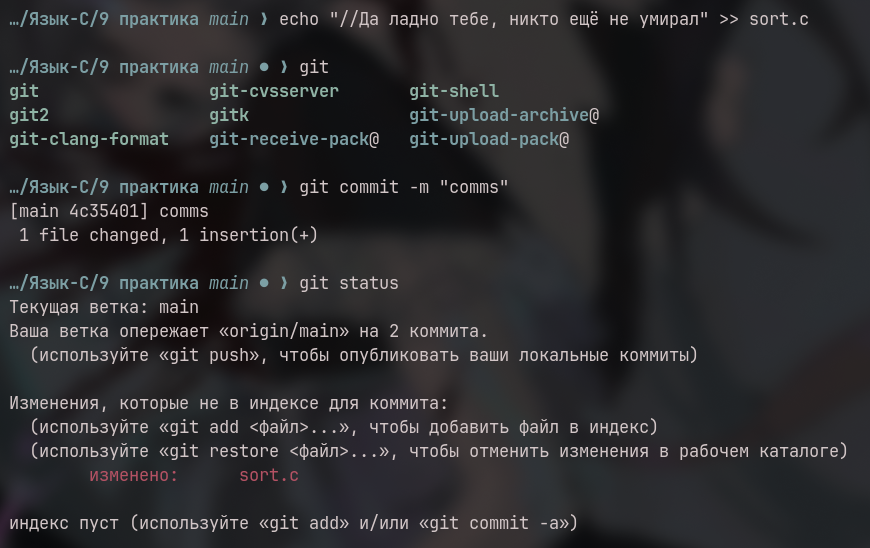 …/Язык-С/9 практика main ❯ echo "//Да ладно тебе, никто ещё не умирал" >> sort.c
…/Язык-С/9 практика main ● ❯ git
git git-cvsserver git-shell
git2 gitk git-upload-archive@
git-clang-format git-receive-pack@ git-upload-pack@
…/Язык-С/9 практика main ● ❯ git commit -m "comms"
[main 4c35401] comms
1 file changed, 1 insertion(+)
…/Язык-С/9 практика main ● ❯ git status
Текущая ветка: main
Ваша ветка опережает «origin/main» на 2 коммита.
(используйте «git push», чтобы опубликовать ваши локальные коммиты)
Изменения, которые не в индексе для коммита:
(используйте «git add <файл>...», чтобы добавить файл в индекс)
(используйте «git restore <файл>...», чтобы отменить изменения в рабочем каталоге)
изменено: sort.c
индекс пуст (используйте «git add» и/или «git commit -a»)